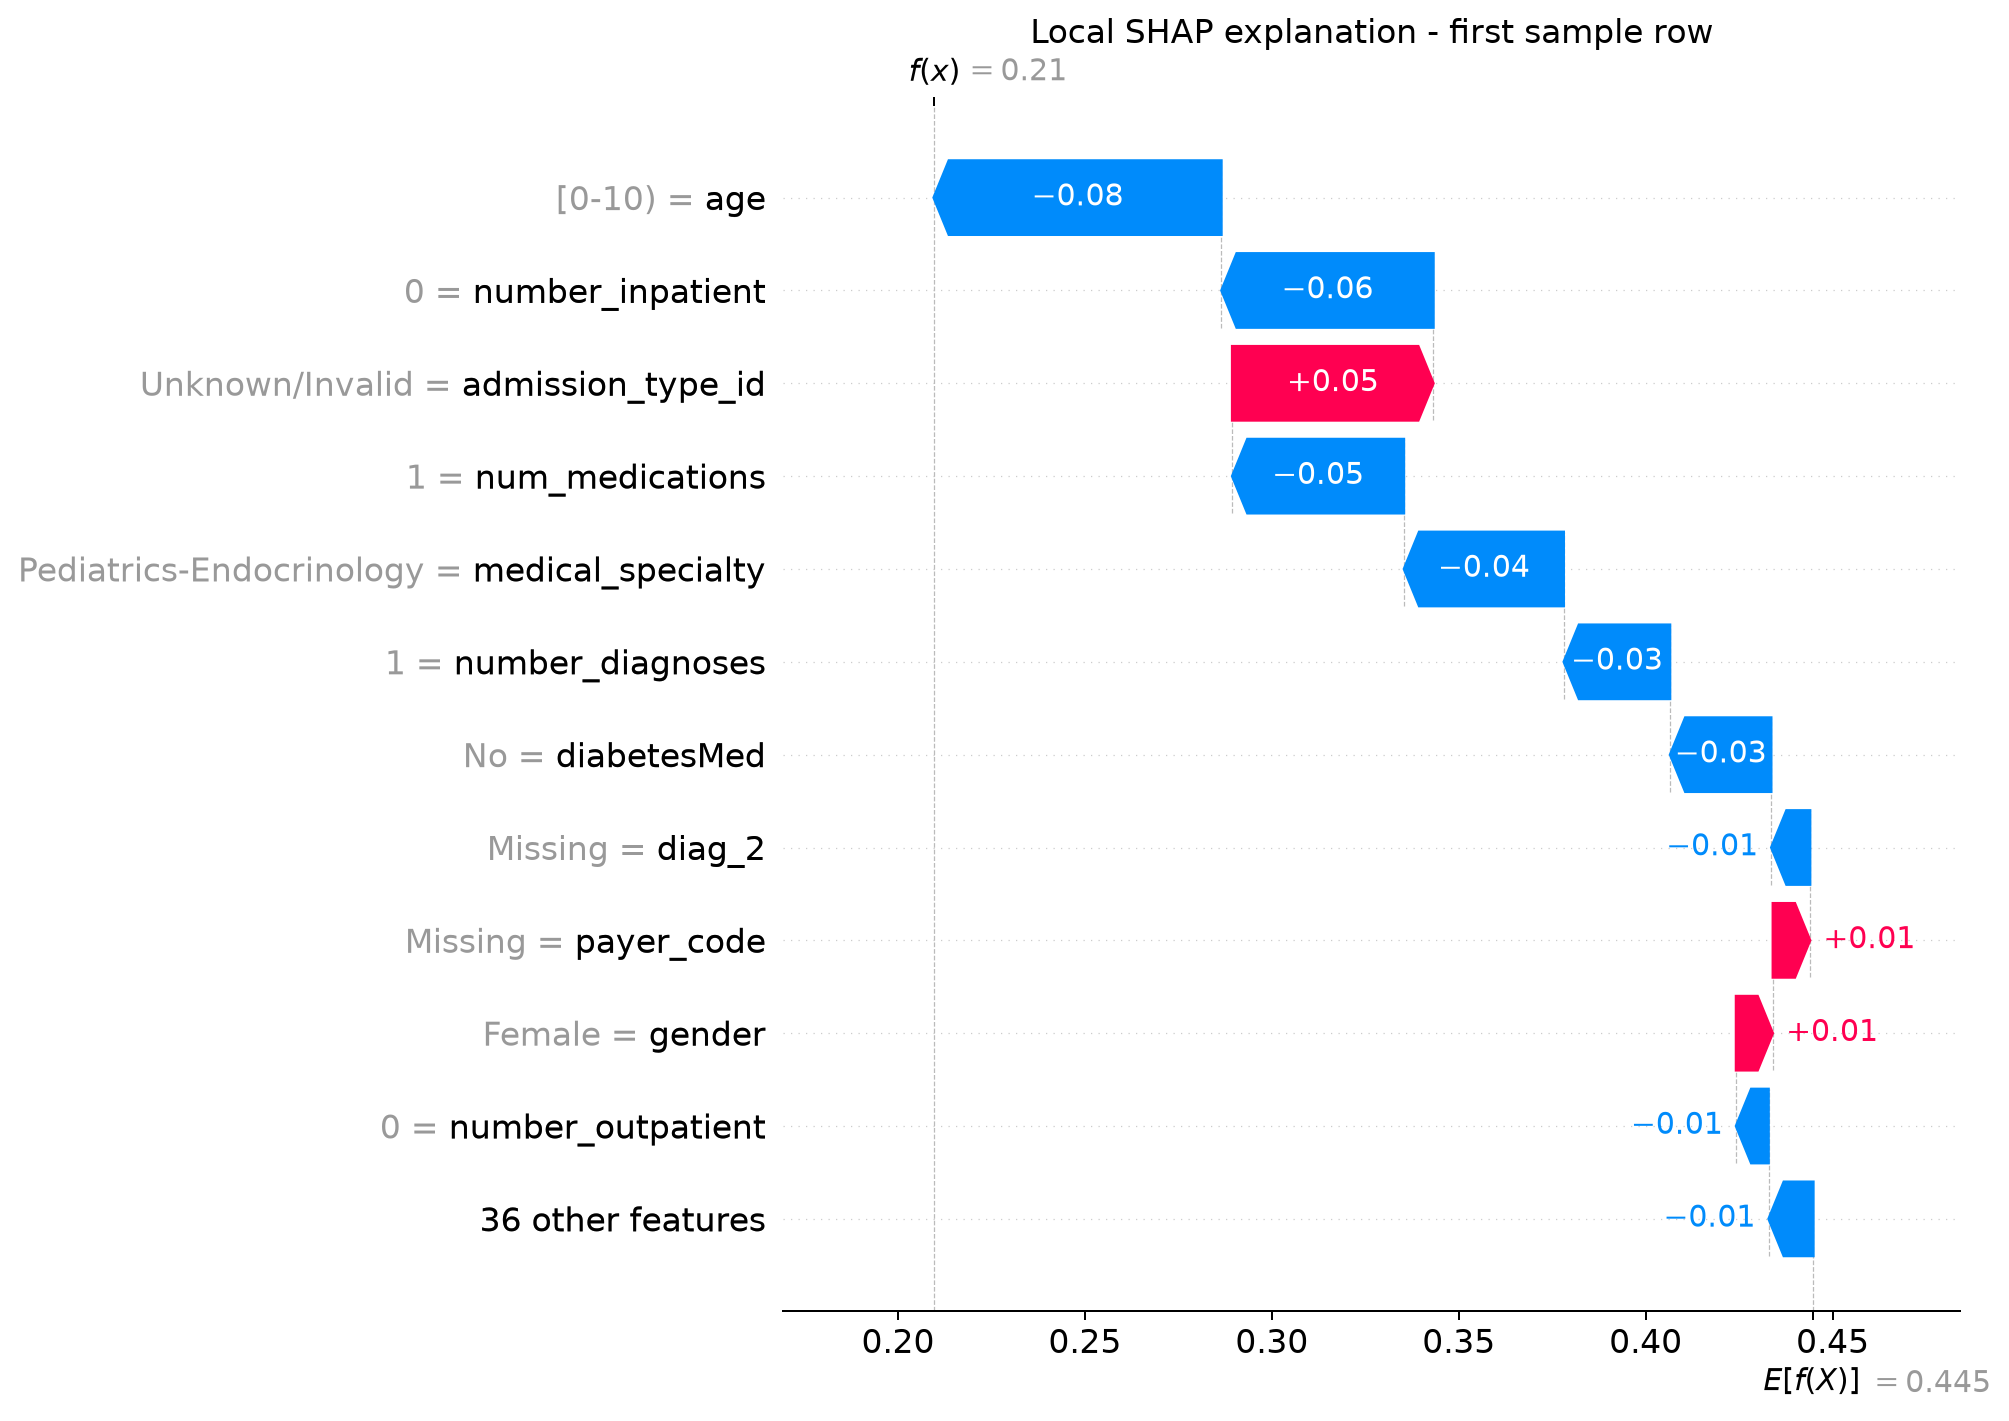 Local SHAP explanation - first sample row
f(x) = 0.21
[0-10) = age
−0.08
0 = number_inpatient
−0.06
Unknown/Invalid = admission_type_id
+0.05
1 = num_medications
−0.05
Pediatrics-Endocrinology = medical_specialty
−0.04
1 = number_diagnoses
−0.03
No = diabetesMed
−0.03
Missing = diag_2
−0.01
Missing = payer_code
+0.01
Female = gender
+0.01
0 = number_outpatient
−0.01
36 other features
−0.01
0.20 0.25 0.30 0.35 0.40 0.45
E[f(X)] = 0.445